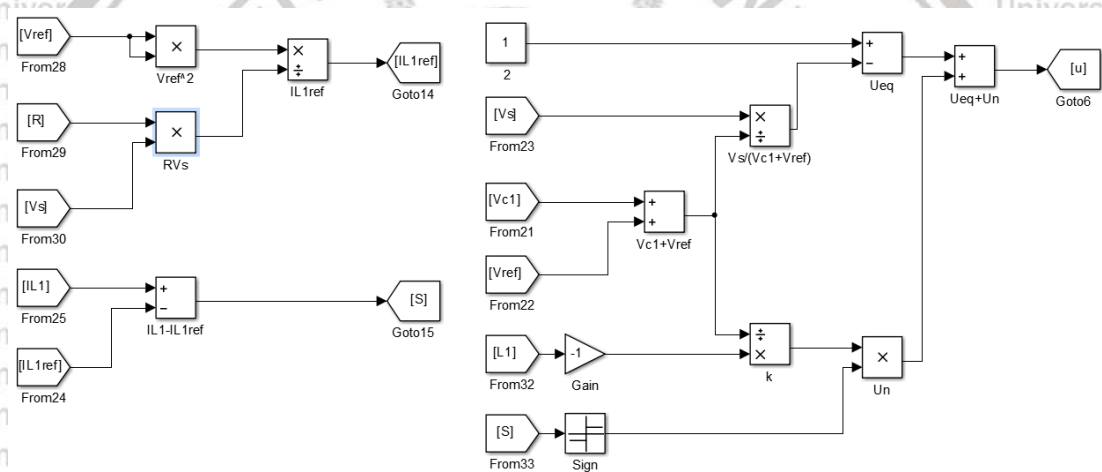 [Vref]
From28
×
Vref^2
×
÷
IL1ref
[IL1ref]
Goto14
[R]
From29
×
RVs
[Vs]
From30
[IL1]
From25
+
−
IL1-IL1ref
[S]
Goto15
[IL1ref]
From24
1
2
+
−
Ueq
+
+
Ueq+Un
[u]
Goto6
[Vs]
From23
×
÷
Vs/(Vc1+Vref)
[Vc1]
From21
+
+
Vc1+Vref
[Vref]
From22
[L1]
From32
-1
Gain
÷
×
k
×
Un
[S]
From33
Sign
Univers